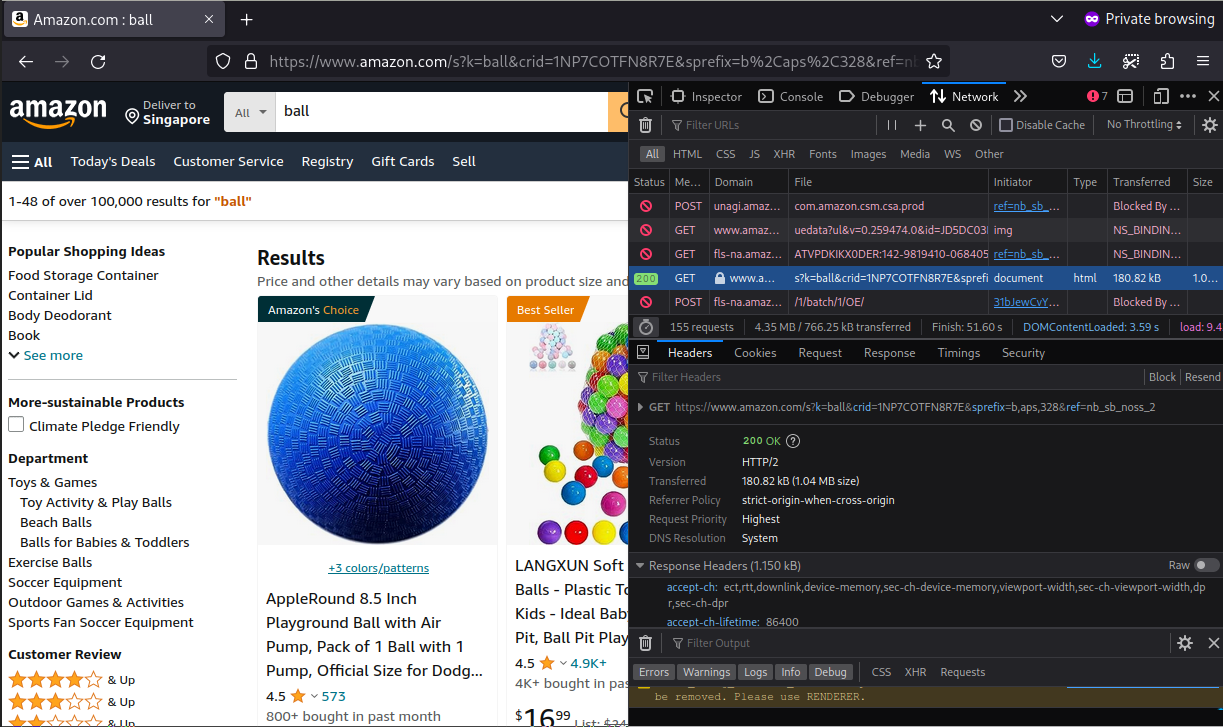 Amazon.com : ball
Private browsing
https://www.amazon.com/s?k=ball&crid=1NP7COTFN8R7E&sprefix=b%2Caps%2C328&ref=nb
amazon
Deliver to
Singapore
All
ball
All
Today's Deals
Customer Service
Registry
Gift Cards
Sell
1-48 of over 100,000 results for "ball"
Popular Shopping Ideas
Food Storage Container
Container Lid
Body Deodorant
Book
See more
More-sustainable Products
Climate Pledge Friendly
Department
Toys & Games
Toy Activity & Play Balls
Beach Balls
Balls for Babies & Toddlers
Exercise Balls
Soccer Equipment
Outdoor Games & Activities
Sports Fan Soccer Equipment
Customer Review
& Up
& Up
& Up
Results
Price and other details may vary based on product size and
Amazon's Choice
+3 colors/patterns
AppleRound 8.5 Inch
Playground Ball with Air
Pump, Pack of 1 Ball with 1
Pump, Official Size for Dodg...
4.5 573
800+ bought in past month
Best Seller
LANGXUN Soft
Balls - Plastic To
Kids - Ideal Bab
Pit, Ball Pit Play
4.5 4.9K+
4K+ bought in pas
$16.99 List:
Inspector Console Debugger Network 7
Filter URLs Disable Cache No Throttling
All HTML CSS JS XHR Fonts Images Media WS Other
Status Me... Domain File Initiator Type Transferred Size
POST unagi.amaz... com.amazon.csm.csa.prod ref=nb_sb_... Blocked By ...
GET www.amaz... uedata?ul&v=0.259474.0&id=JD5DC03 img NS_BINDIN...
GET fls-na.amaz... ATVPDKIKX0DER:142-9819410-068405 ref=nb_sb_... NS_BINDIN...
200 GET www.a... s?k=ball&crid=1NP7COTFN8R7E&sprefi document html 180.82 kB 1.0...
POST fls-na.amaz... /1/batch/1/OE/ 31bJewCvY... Blocked By ...
155 requests 4.35 MB / 766.25 kB transferred Finish: 51.60 s DOMContentLoaded: 3.59 s load: 9.4
Headers Cookies Request Response Timings Security
Filter Headers Block Resend
GET https://www.amazon.com/s?k=ball&crid=1NP7COTFN8R7E&sprefix=b,aps,328&ref=nb_sb_noss_2
Status 200 OK ?
Version HTTP/2
Transferred 180.82 kB (1.04 MB size)
Referrer Policy strict-origin-when-cross-origin
Request Priority Highest
DNS Resolution System
Response Headers (1.150 kB) Raw
accept-ch: ect,rtt,downlink,device-memory,sec-ch-device-memory,viewport-width,sec-ch-viewport-width,dp
r,sec-ch-dpr
accept-ch-lifetime: 86400
Filter Output
Errors Warnings Logs Info Debug CSS XHR Requests
be removed. Please use RENDERER.